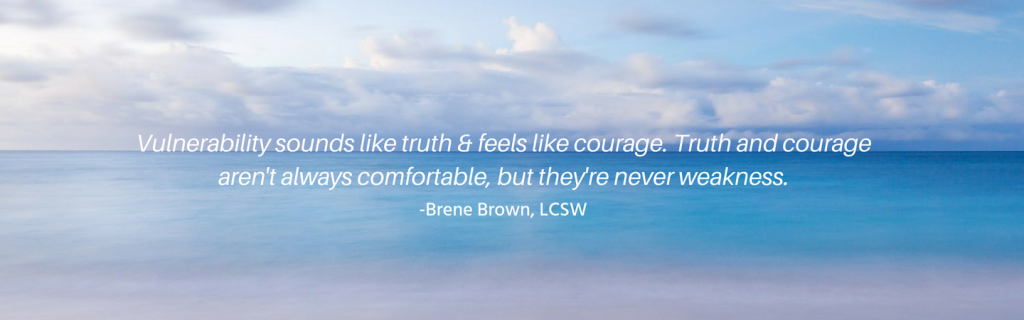 Vulnerability sounds like truth & feels like courage. Truth and courage
aren't always comfortable, but they're never weakness.
-Brene Brown, LCSW